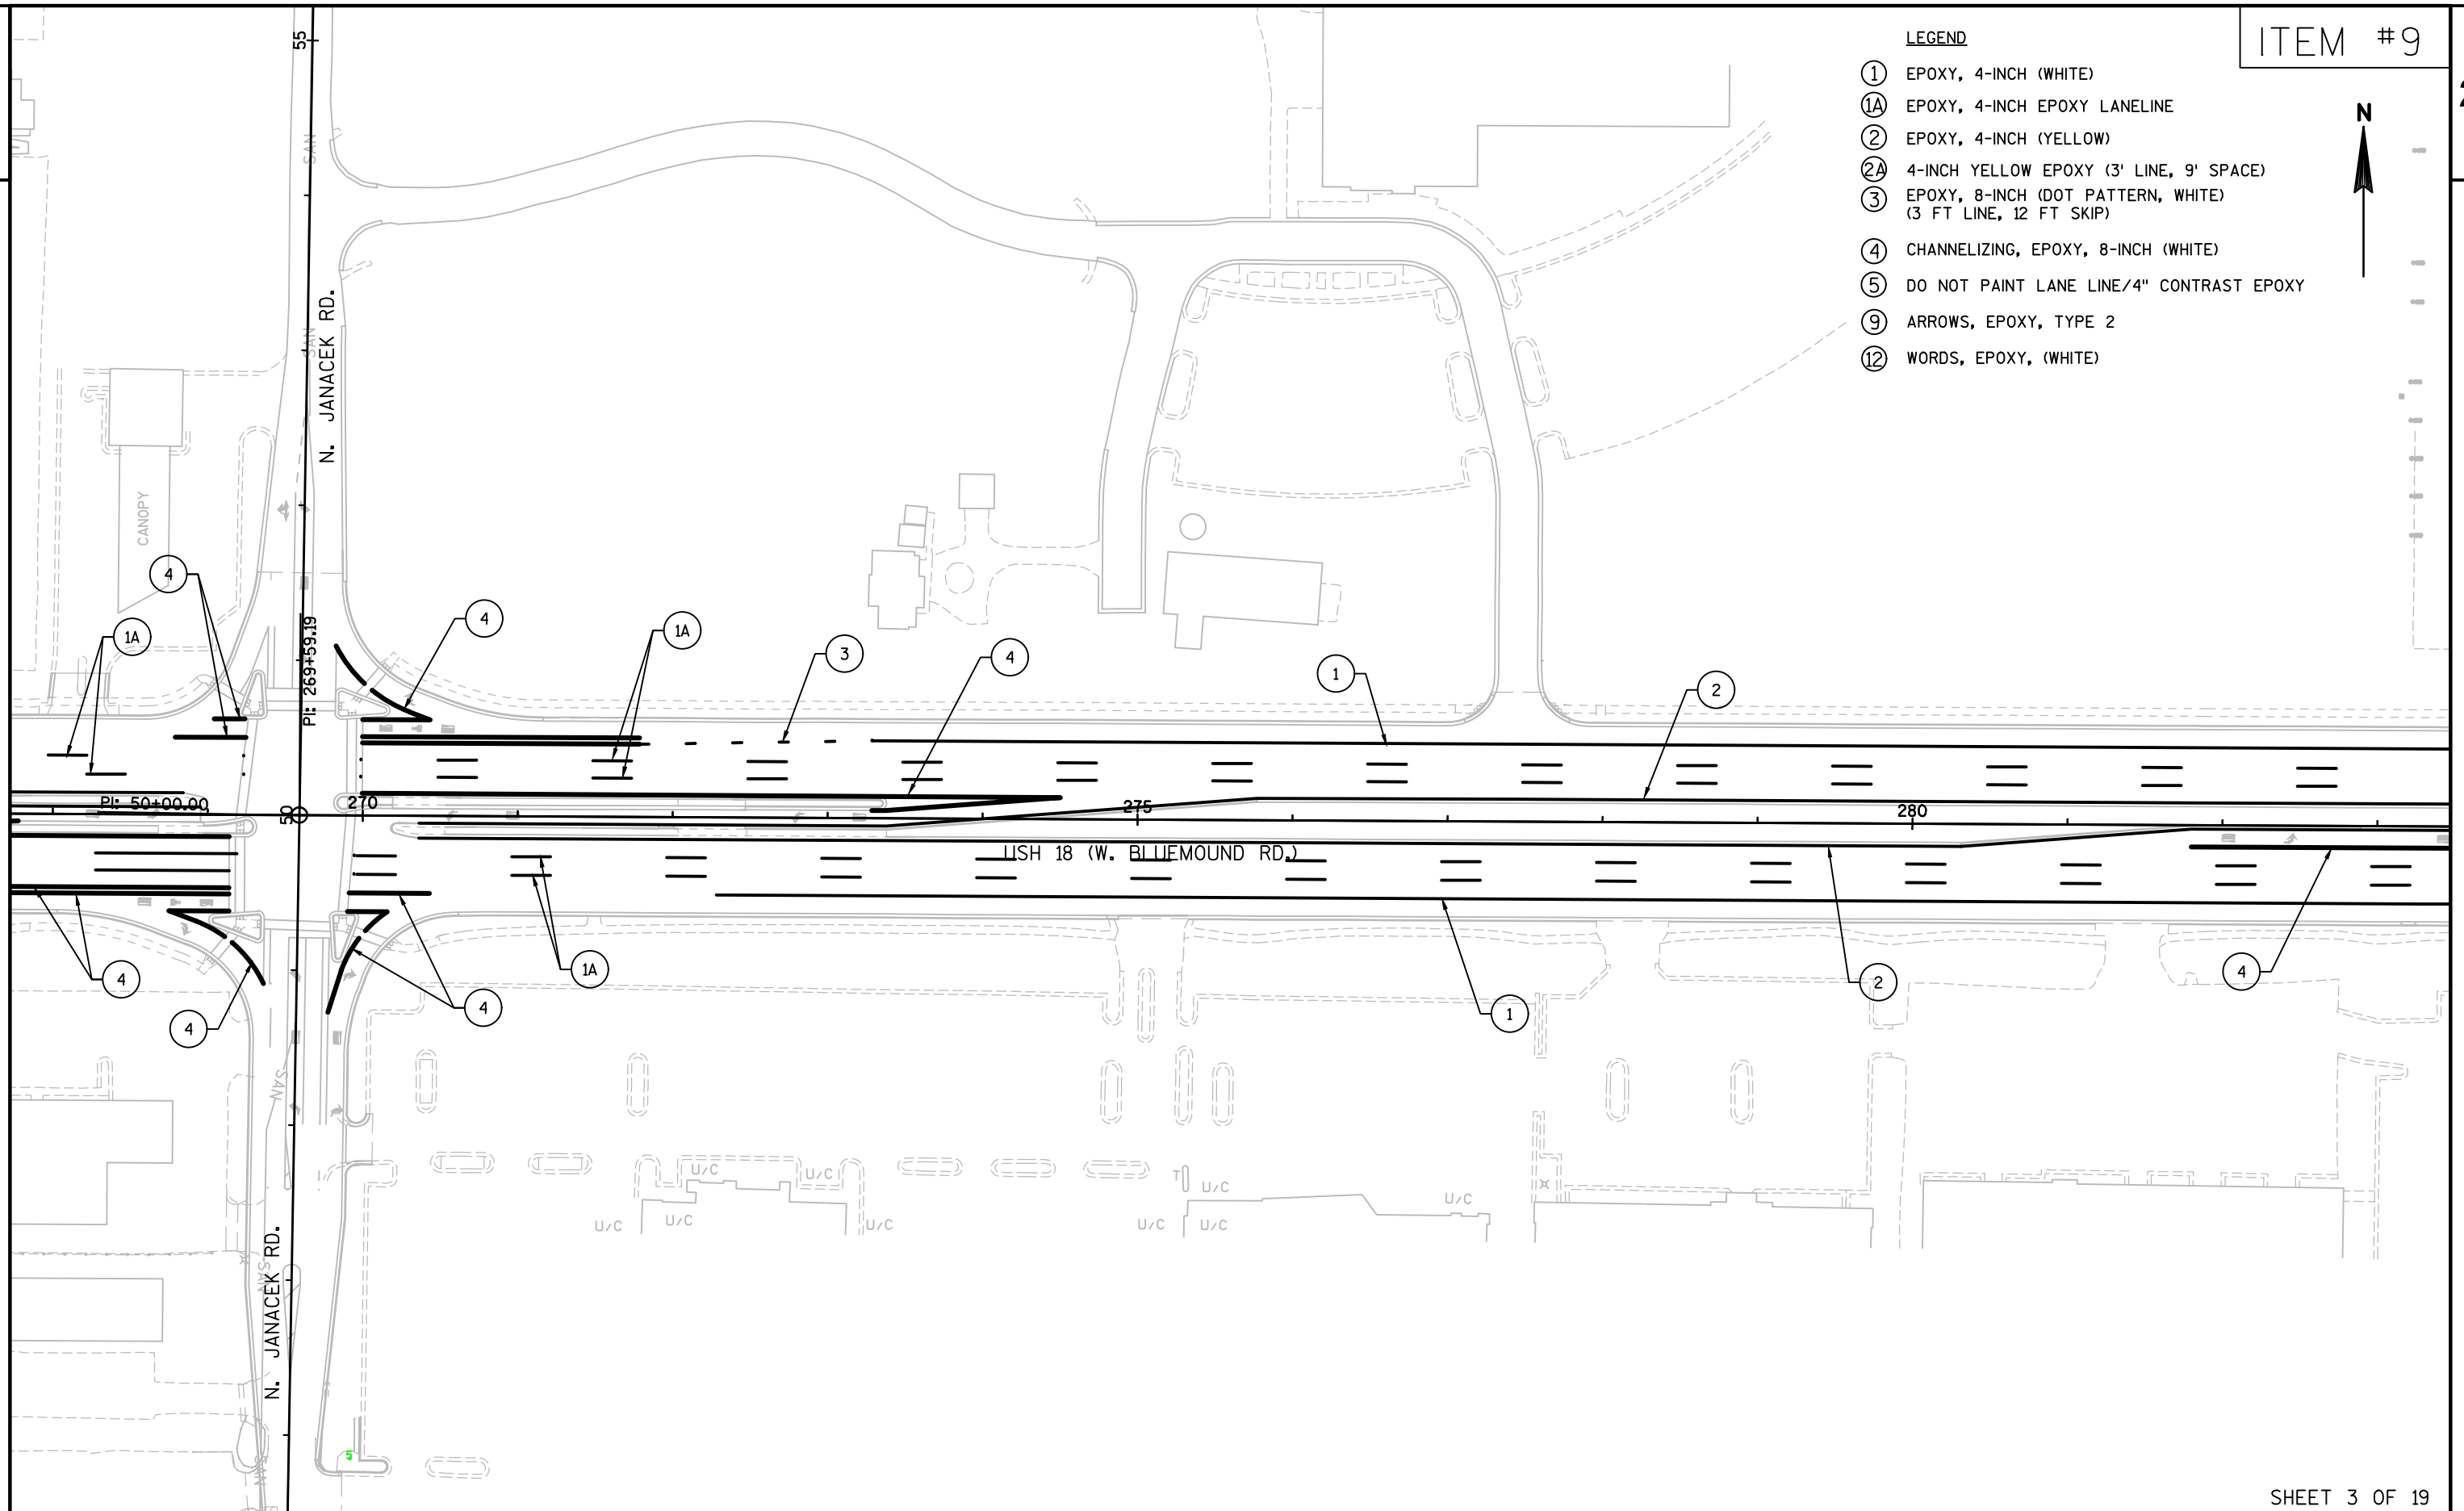 ITEM #9
LEGEND
1 EPOXY, 4-INCH (WHITE)
1A EPOXY, 4-INCH EPOXY LANELINE
2 EPOXY, 4-INCH (YELLOW)
2A 4-INCH YELLOW EPOXY (3' LINE, 9' SPACE)
3 EPOXY, 8-INCH (DOT PATTERN, WHITE)
(3 FT LINE, 12 FT SKIP)
4 CHANNELIZING, EPOXY, 8-INCH (WHITE)
5 DO NOT PAINT LANE LINE/4" CONTRAST EPOXY
9 ARROWS, EPOXY, TYPE 2
12 WORDS, EPOXY, (WHITE)
N
55
SAN
SAN
N. JANACEK RD.
CANOPY
4
1A
PI: 269+59.19
4
1A
3
4
1
2
PI: 50+00.00
50
270
275
280
USH 18 (W. BLUEMOUND RD.)
4
4
1A
4
1
2
4
SAN
U/C
U/C
U/C
U/C
U/C
T
U/C
U/C
U/C
U/C
N. JANACEK RD.
SAN
SAN
5
SHEET 3 OF 19